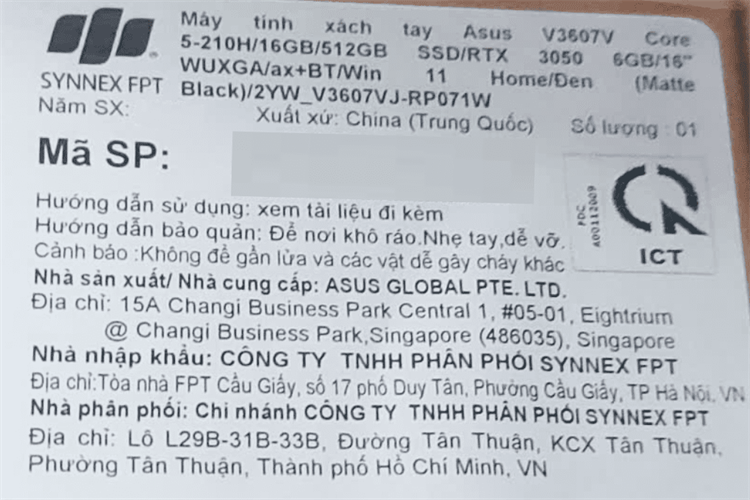 Máy tính xách tay Asus V3607V Core
5-210H/16GB/512GB SSD/RTX 3050 6GB/16"
WUXGA/ax+BT/Win 11 Home/Đen (Matte
Black)/2YW_V3607VJ-RP071W
SYNNEX FPT
Năm SX:
Xuất xứ: China (Trung Quốc)
Số lượng : 01
Mã SP:
Hướng dẫn sử dụng: xem tài liệu đi kèm
Hướng dẫn bảo quản: Để nơi khô ráo.Nhẹ tay,dễ vỡ.
Cảnh báo :Không để gần lửa và các vật dễ gây cháy khác
PDC
A00112009
ICT
Nhà sản xuất/ Nhà cung cấp: ASUS GLOBAL PTE. LTD.
Địa chỉ: 15A Changi Business Park Central 1, #05-01, Eightrium
@ Changi Business Park,Singapore (486035), Singapore
Nhà nhập khẩu: CÔNG TY TNHH PHÂN PHỐI SYNNEX FPT
Địa chỉ:Tòa nhà FPT Cầu Giấy, số 17 phố Duy Tân, Phường Cầu Giấy, TP Hà Nội, VN
Nhà phân phối: Chi nhánh CÔNG TY TNHH PHÂN PHỐI SYNNEX FPT
Địa chỉ: Lô L29B-31B-33B, Đường Tân Thuận, KCX Tân Thuận,
Phường Tân Thuận, Thành phố Hồ Chí Minh, VN